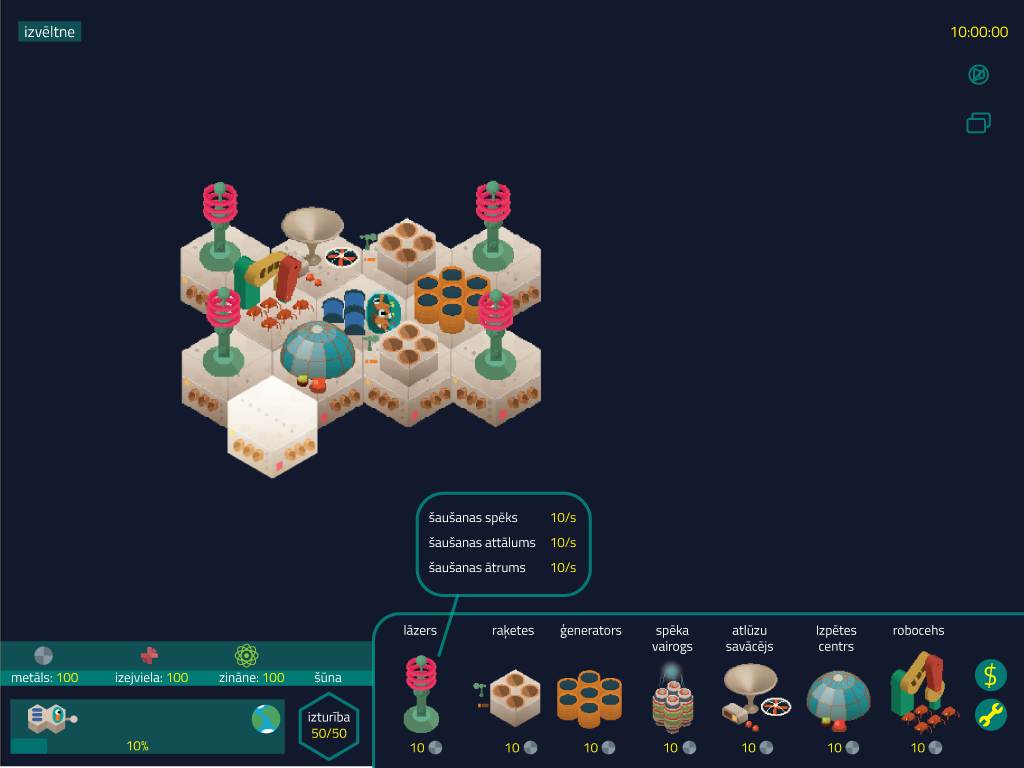 izvēltne
10:00:00
šaušanas spēks 10/s
šaušanas attālums 10/s
šaušanas ātrums 10/s
lāzers raķetes ģenerators spēka vairogs atlūzu savācējs Izpētes centrs robocehs
metāls: 100 izejviela: 100 zināne: 100 šūna
izturība
50/50
10%
10 10 10 10 10 10 10
$